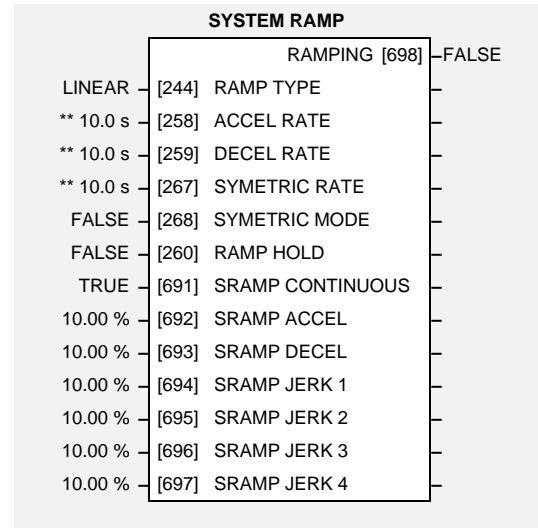 SYSTEM RAMP
RAMPING [698] –FALSE
LINEAR – [244] RAMP TYPE –
** 10.0 s – [258] ACCEL RATE –
** 10.0 s – [259] DECEL RATE –
** 10.0 s – [267] SYMETRIC RATE –
FALSE – [268] SYMETRIC MODE –
FALSE – [260] RAMP HOLD –
TRUE – [691] SRAMP CONTINUOUS –
10.00 % – [692] SRAMP ACCEL –
10.00 % – [693] SRAMP DECEL –
10.00 % – [694] SRAMP JERK 1 –
10.00 % – [695] SRAMP JERK 2 –
10.00 % – [696] SRAMP JERK 3 –
10.00 % – [697] SRAMP JERK 4 –